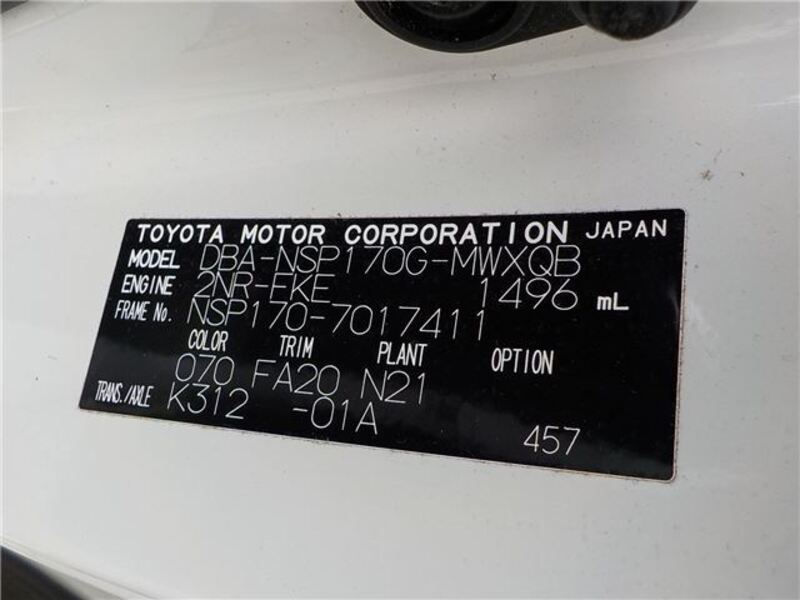 TOYOTA MOTOR CORPORATION JAPAN
MODEL DBA-NSP170G-MWXQB
ENGINE 2NR-FKE 1496 mL
FRAME No. NSP170-7017411
COLOR TRIM PLANT OPTION
070 FA20 N21
TRANS./AXLE K312 -01A
457